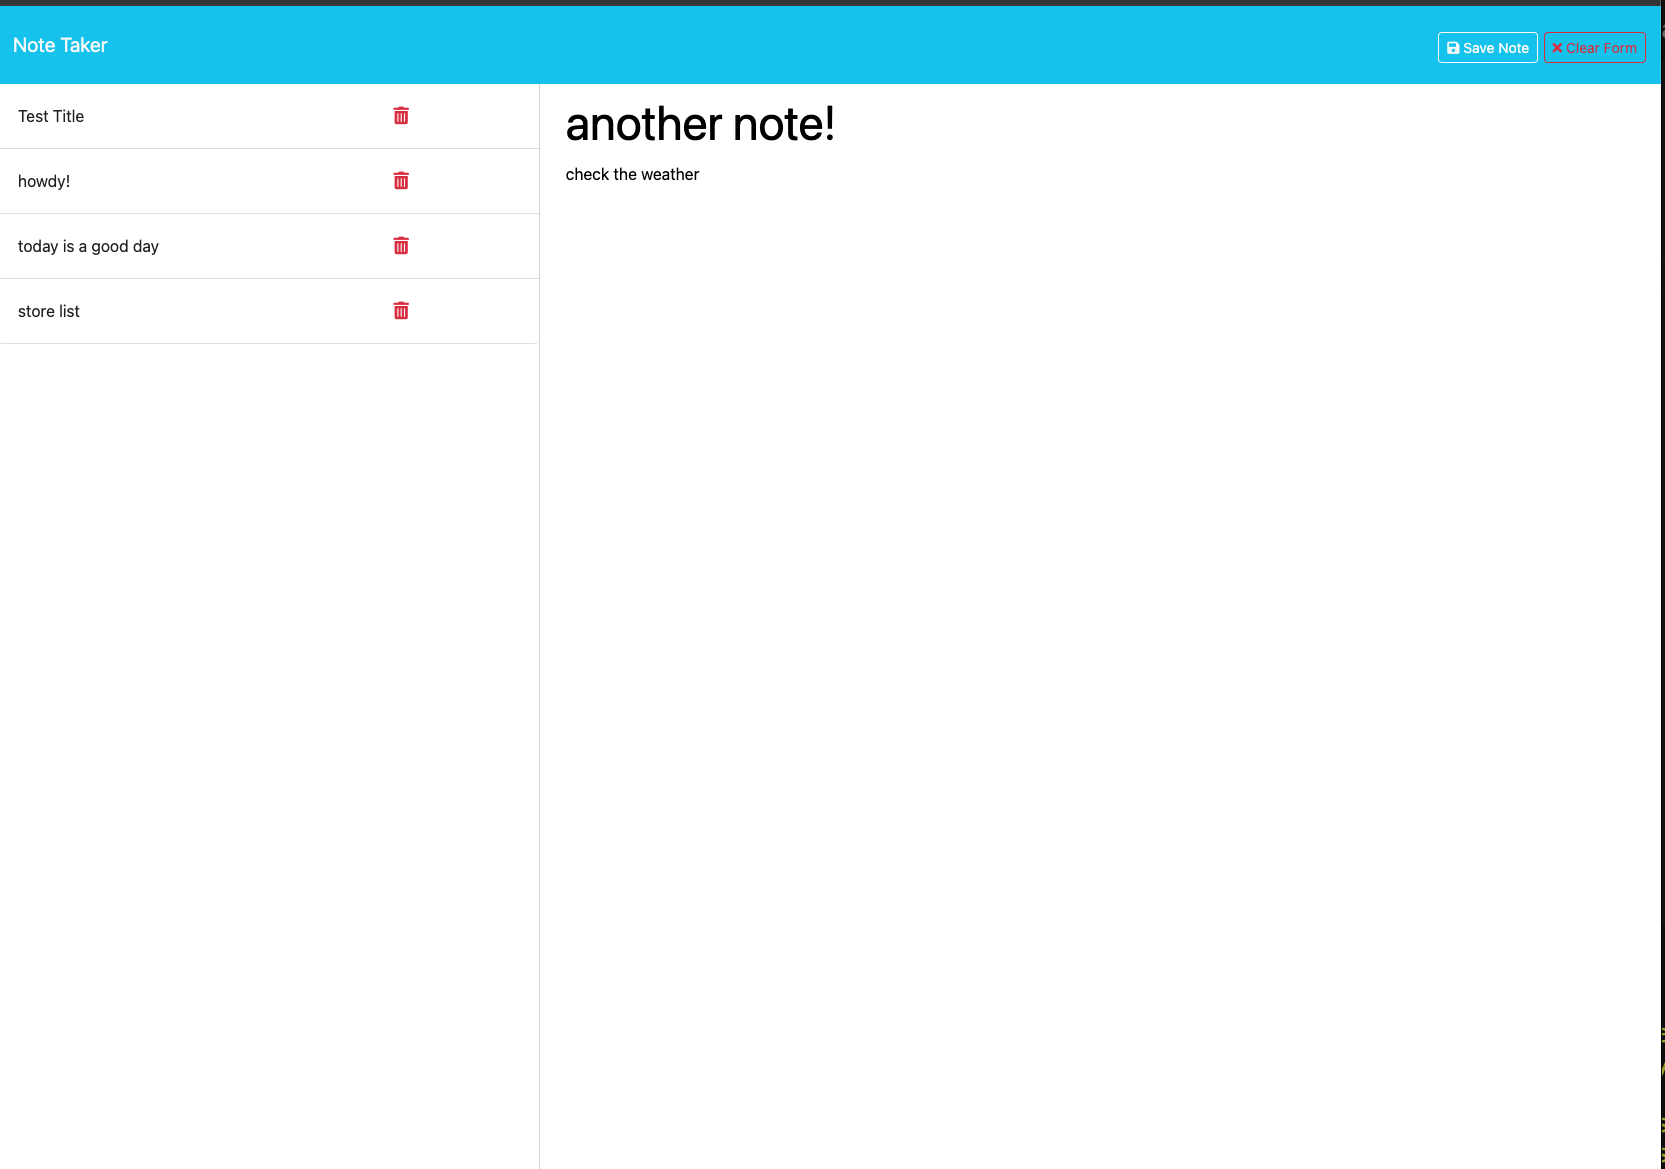 Note Taker
Save Note
Clear Form
Test Title
howdy!
today is a good day
store list
another note!
check the weather